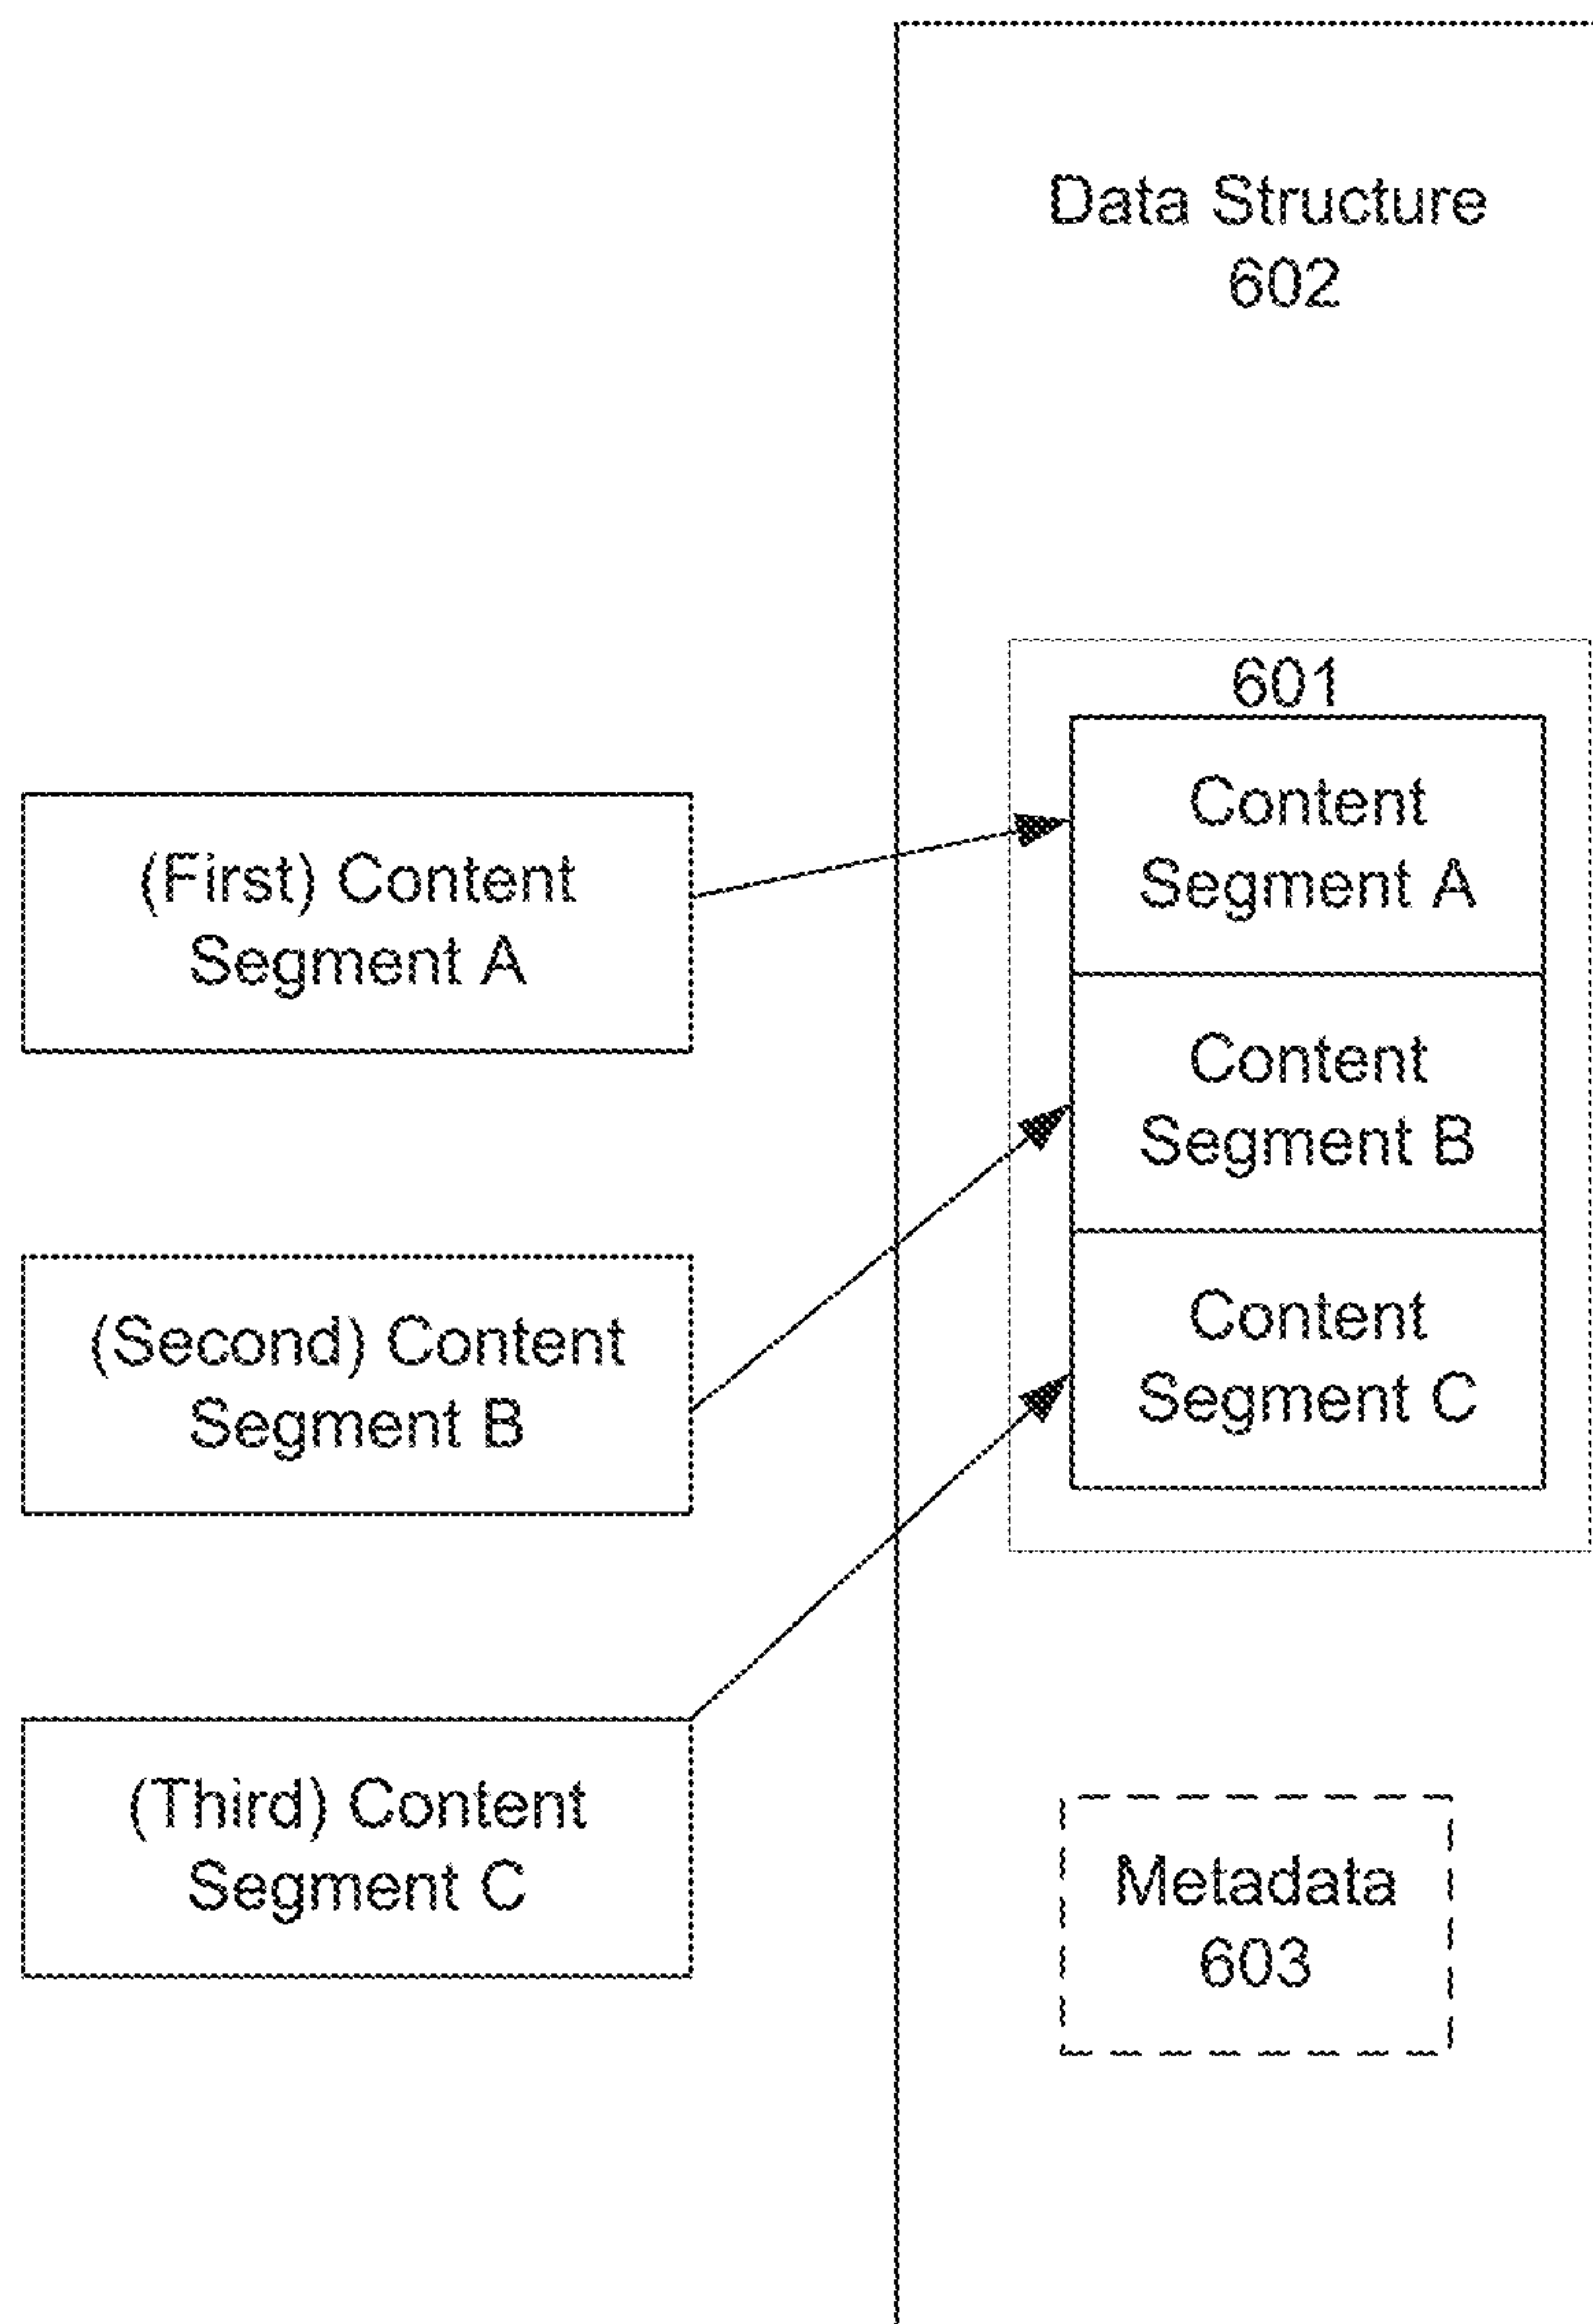 Data Structure
602
601
Content
Segment A
Content
Segment B
Content
Segment C
(First) Content
Segment A
(Second) Content
Segment B
(Third) Content
Segment C
Metadata
603